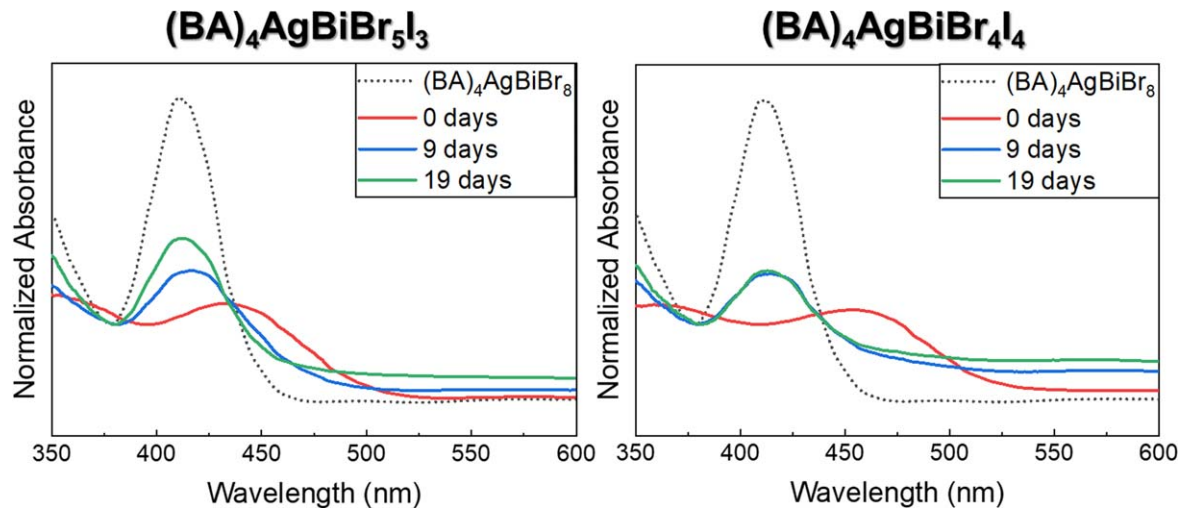 (BA)₄AgBiBr₅I₃
(BA)₄AgBiBr₈
0 days
9 days
19 days
Normalized Absorbance
350 400 450 500 550 600
Wavelength (nm)
(BA)₄AgBiBr₄I₄
(BA)₄AgBiBr₈
0 days
9 days
19 days
Normalized Absorbance
350 400 450 500 550 600
Wavelength (nm)